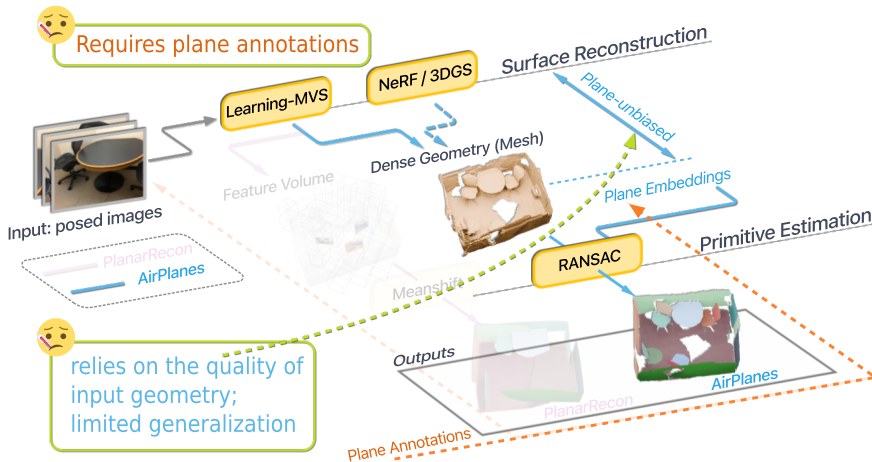 Requires plane annotations
Surface Reconstruction
NeRF / 3DGS
Learning-MVS
Plane-unbiased
Dense Geometry (Mesh)
Feature Volume
Plane Embeddings
Input: posed images
Primitive Estimation
PlanarRecon
AirPlanes
RANSAC
Meanshift
relies on the quality of
input geometry;
limited generalization
Outputs
AirPlanes
PlanarRecon
Plane Annotations